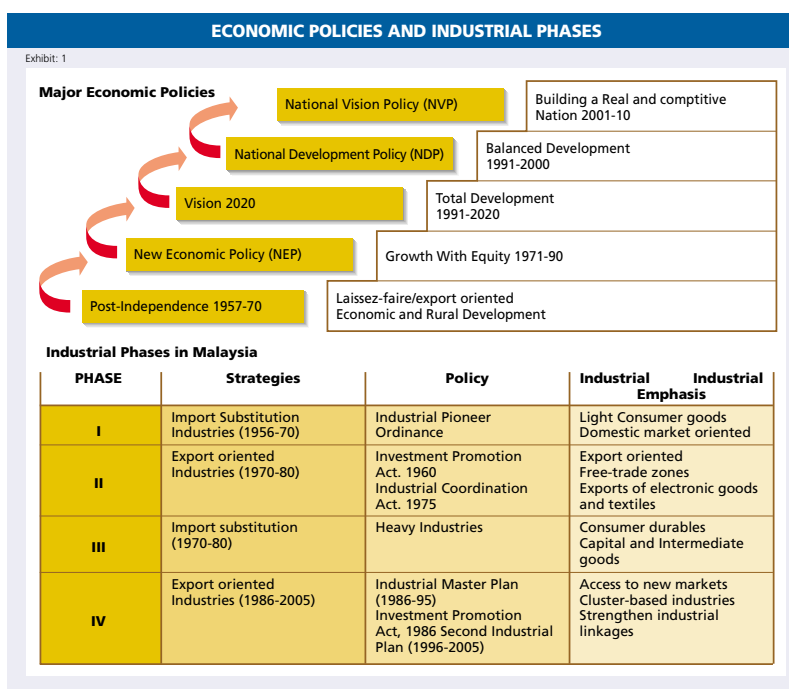 ECONOMIC POLICIES AND INDUSTRIAL PHASES
Exhibit: 1
Major Economic Policies
National Vision Policy (NVP)
Building a Real and comptitive
Nation 2001-10
National Development Policy (NDP)
Balanced Development
1991-2000
Vision 2020
Total Development
1991-2020
New Economic Policy (NEP)
Growth With Equity 1971-90
Post-Independence 1957-70
Laissez-faire/export oriented
Economic and Rural Development
Industrial Phases in Malaysia
PHASE
Strategies
Policy
Industrial Industrial
Emphasis
I
Import Substitution
Industries (1956-70)
Industrial Pioneer
Ordinance
Light Consumer goods
Domestic market oriented
II
Export oriented
Industries (1970-80)
Investment Promotion
Act. 1960
Industrial Coordination
Act. 1975
Export oriented
Free-trade zones
Exports of electronic goods
and textiles
III
Import substitution
(1970-80)
Heavy Industries
Consumer durables
Capital and Intermediate
goods
IV
Export oriented
Industries (1986-2005)
Industrial Master Plan
(1986-95)
Investment Promotion
Act, 1986 Second Industrial
Plan (1996-2005)
Access to new markets
Cluster-based industries
Strengthen industrial
linkages